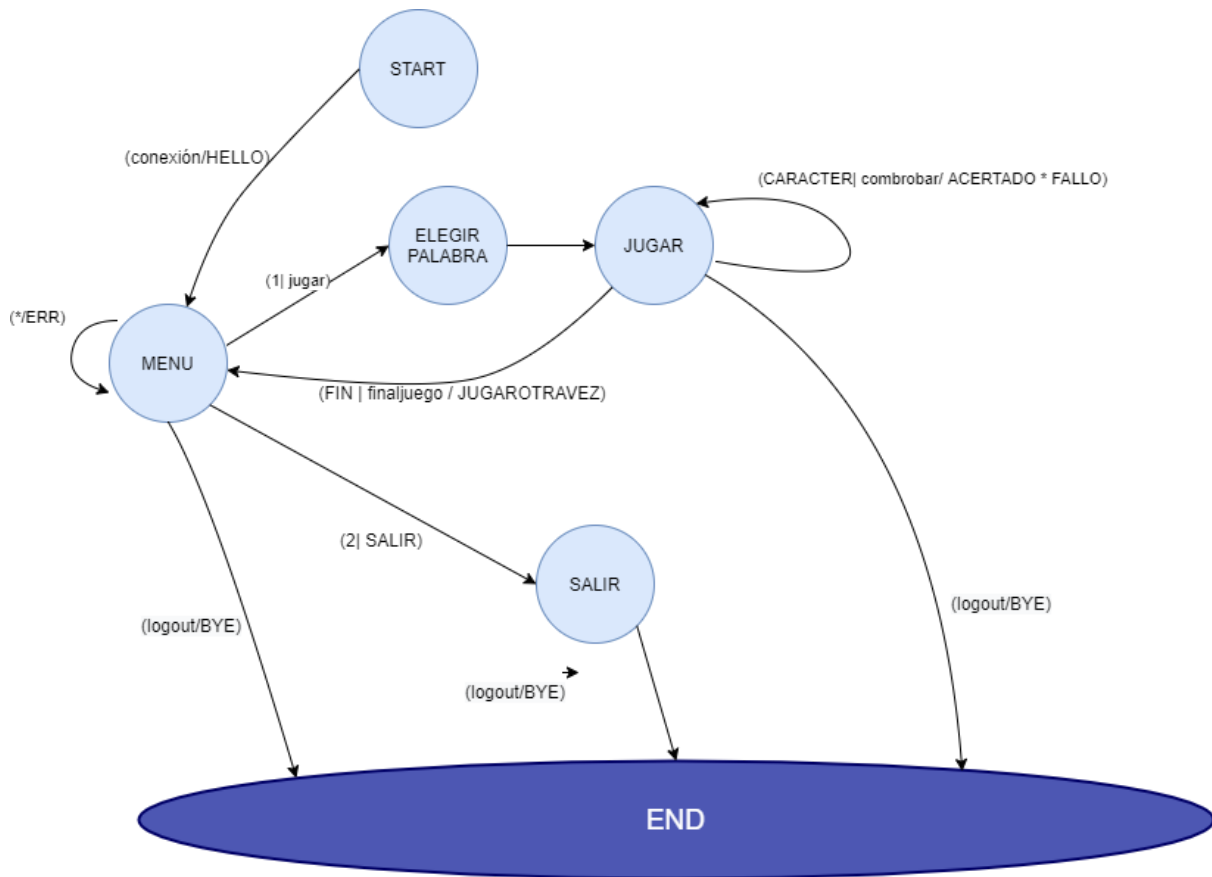 START
(conexión/HELLO)
(CARACTER| combrobar/ ACERTADO * FALLO)
ELEGIR
PALABRA
JUGAR
(1| jugar)
(*/ERR)
MENU
(FIN | finaljuego / JUGAROTRAVEZ)
(2| SALIR)
SALIR
(logout/BYE)
(logout/BYE)
(logout/BYE)
END